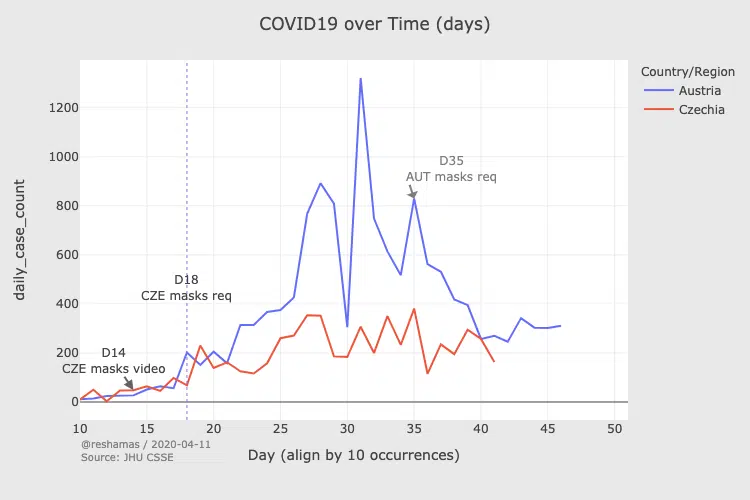 COVID19 over Time (days)
Country/Region
Austria
Czechia
daily_case_count
1200
1000
800
600
400
200
0
D35
AUT masks req
D18
CZE masks req
D14
CZE masks video
10 15 20 25 30 35 40 45 50
@reshamas / 2020-04-11
Source: JHU CSSE
Day (align by 10 occurrences)